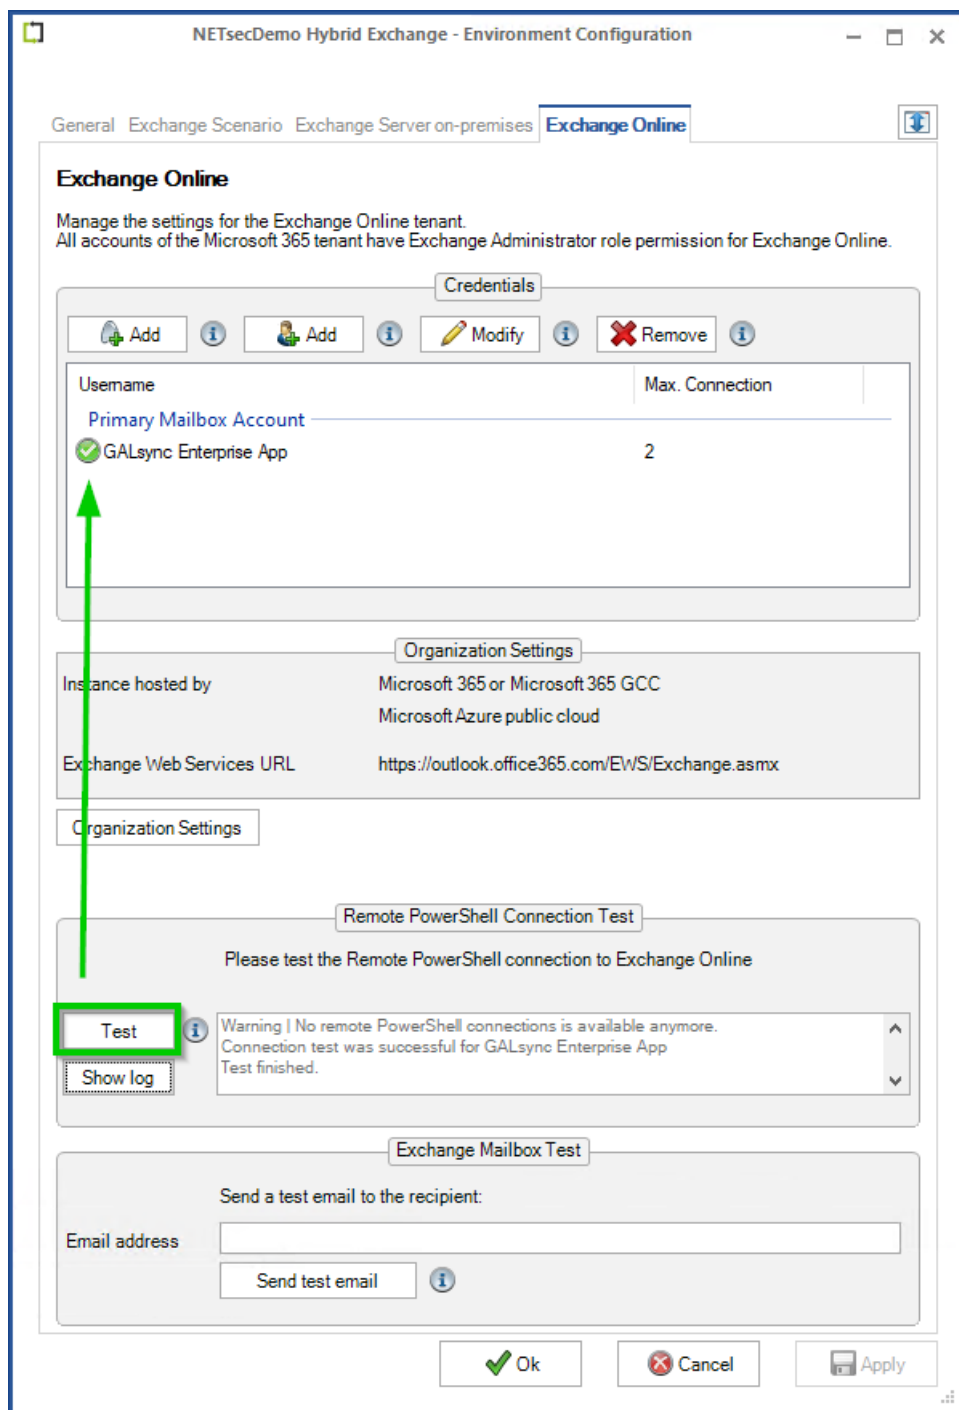 NETsecDemo Hybrid Exchange - Environment Configuration
General Exchange Scenario Exchange Server on-premises Exchange Online
Exchange Online
Manage the settings for the Exchange Online tenant.
All accounts of the Microsoft 365 tenant have Exchange Administrator role permission for Exchange Online.
Credentials
Add Add Modify Remove
Username Max. Connection
Primary Mailbox Account
GALsync Enterprise App 2
Organization Settings
Instance hosted by Microsoft 365 or Microsoft 365 GCC
Microsoft Azure public cloud
Exchange Web Services URL https://outlook.office365.com/EWS/Exchange.asmx
Organization Settings
Remote PowerShell Connection Test
Please test the Remote PowerShell connection to Exchange Online
Test
Warning | No remote PowerShell connections is available anymore.
Connection test was successful for GALsync Enterprise App
Test finished.
Show log
Exchange Mailbox Test
Send a test email to the recipient:
Email address
Send test email
Ok Cancel Apply